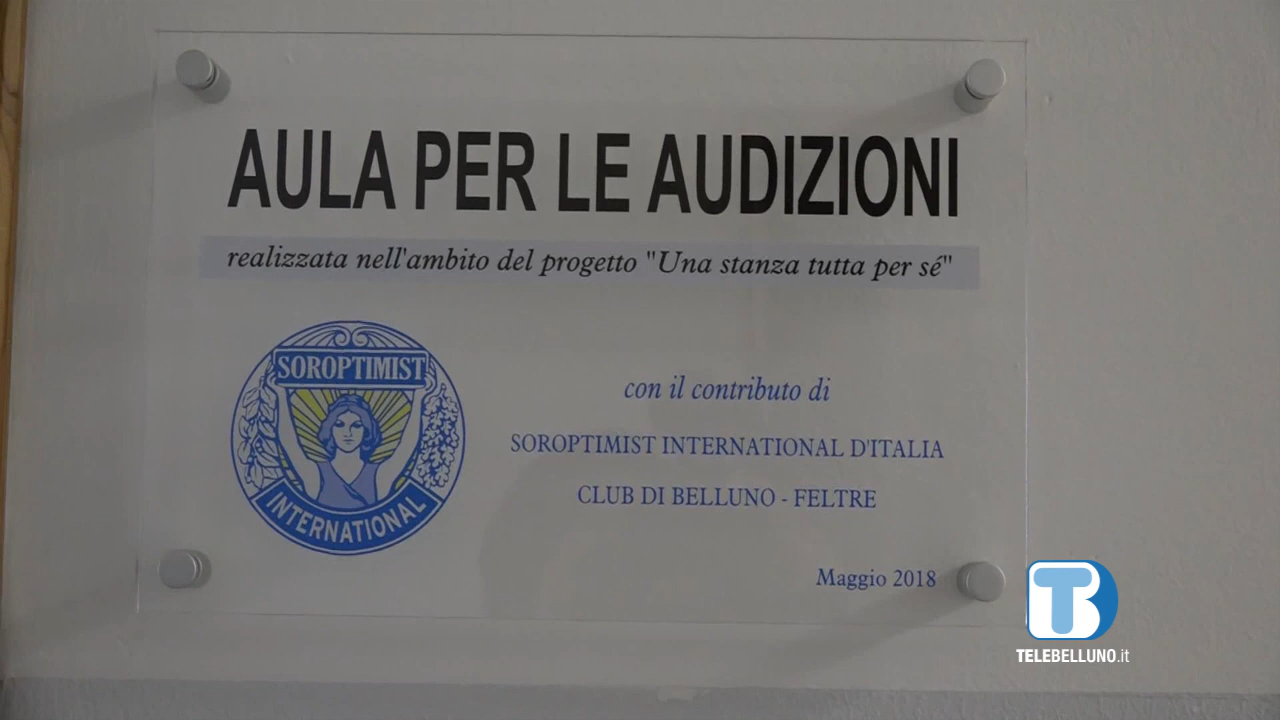 AULA PER LE AUDIZIONI
realizzata nell'ambito del progetto "Una stanza tutta per sé"
SOROPTIMIST
INTERNATIONAL
con il contributo di
SOROPTIMIST INTERNATIONAL D'ITALIA
CLUB DI BELLUNO - FELTRE
Maggio 2018
TB
TELEBELLUNO.it